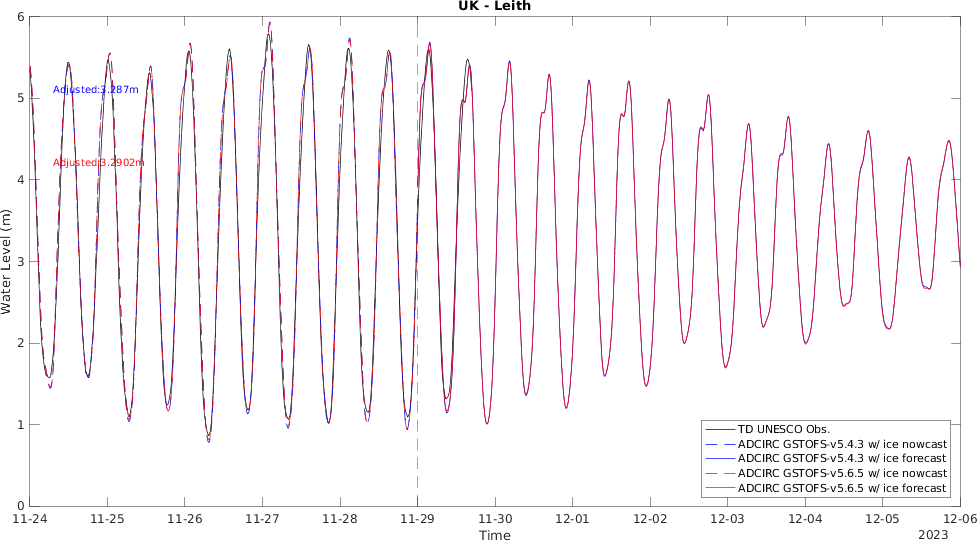 UK - Leith
6
5
4
3
2
1
0
Water Level (m)
Adjusted:3.287m
Adjusted:3.2902m
TD UNESCO Obs.
ADCIRC GSTOFS-v5.4.3 w/ ice nowcast
ADCIRC GSTOFS-v5.4.3 w/ ice forecast
ADCIRC GSTOFS-v5.6.5 w/ ice nowcast
ADCIRC GSTOFS-v5.6.5 w/ ice forecast
11-24 11-25 11-26 11-27 11-28 11-29 11-30 12-01 12-02 12-03 12-04 12-05 12-06
Time
2023